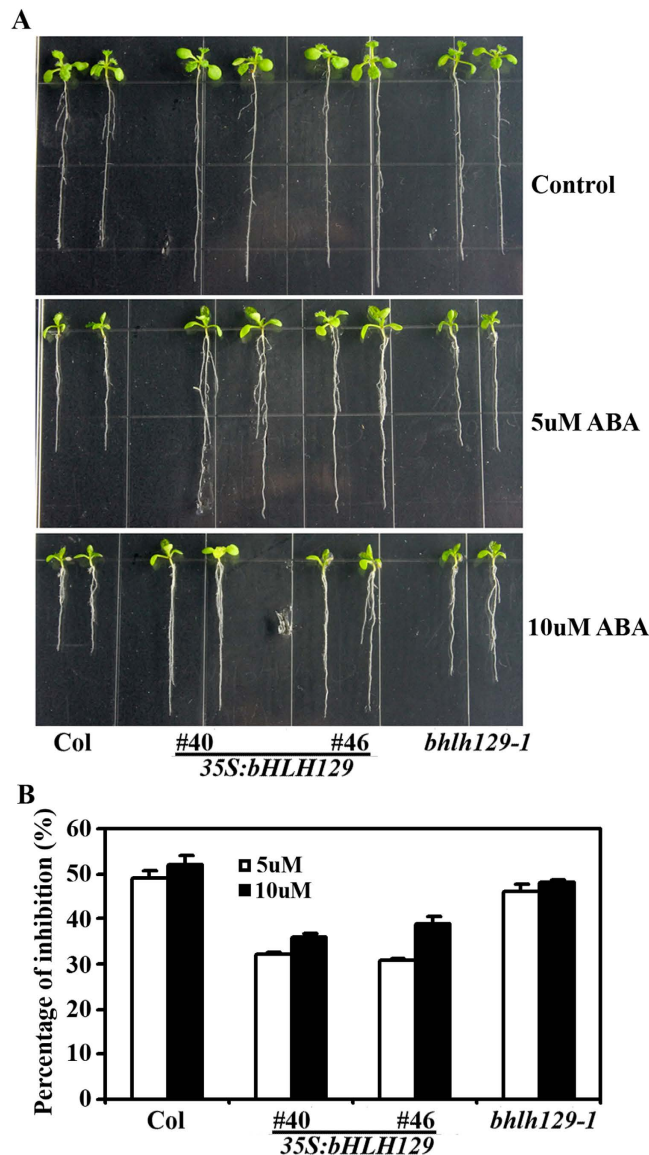 A
Control
5uM ABA
10uM ABA
Col #40 #46 bhlh129-1
35S:bHLH129
B
Percentage of inhibition (%)
60
50
40
30
20
10
0
5uM
10uM
Col #40 #46 bhlh129-1
35S:bHLH129